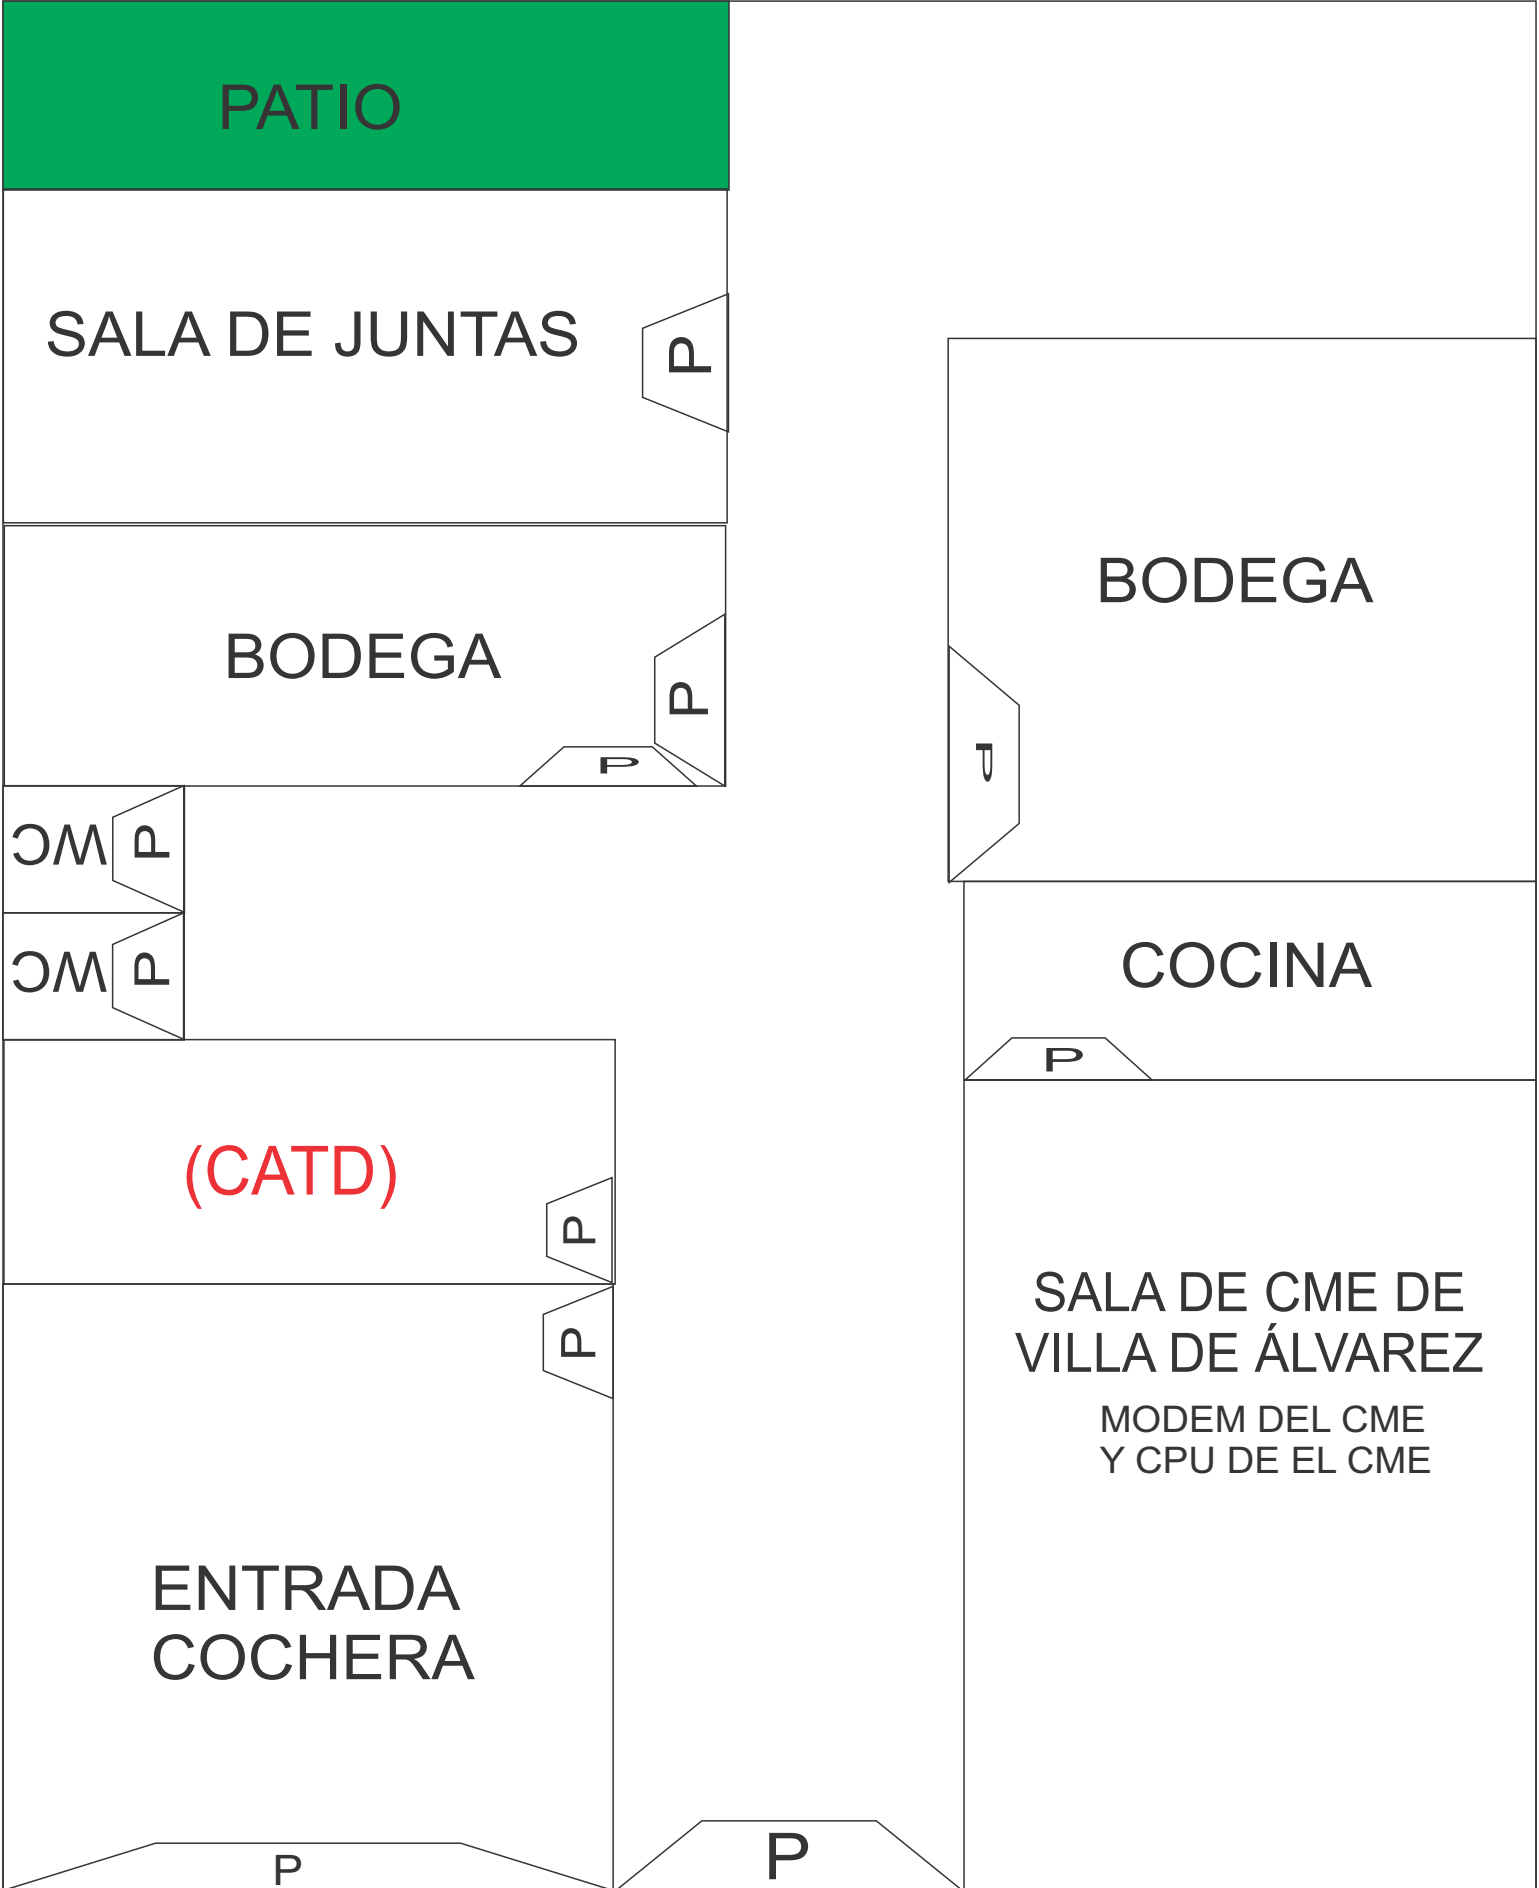 PATIO
SALA DE JUNTAS
P
BODEGA
P
P
BODEGA
P
WC
P
WC
P
COCINA
P
(CATD)
P
P
SALA DE CME DE
VILLA DE ÁLVAREZ
MODEM DEL CME
Y CPU DE EL CME
ENTRADA
COCHERA
P
P